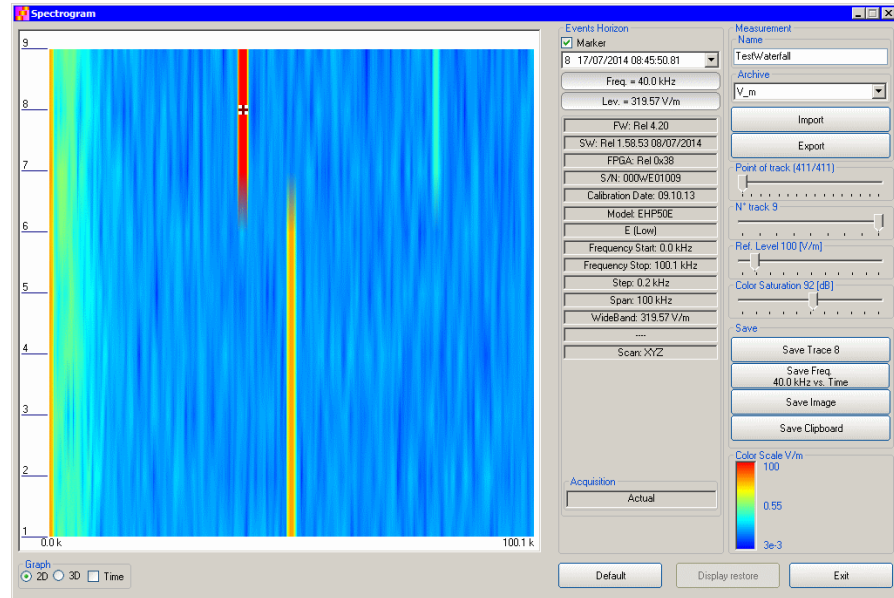 Spectrogram
9
8
7
6
5
4
3
2
1
0.0 k
100.1 k
Graph
2D
3D
Time
Events Horizon
Marker
8 17/07/2014 08:45:50.81
Freq. = 40.0 kHz
Lev. = 319.57 V/m
FW: Rel 4.20
SW: Rel 1.58.53 08/07/2014
FPGA: Rel 0x38
S/N: 000WE01009
Calibration Date: 09.10.13
Model: EHP50E
E (Low)
Frequency Start: 0.0 kHz
Frequency Stop: 100.1 kHz
Step: 0.2 kHz
Span: 100 kHz
WideBand: 319.57 V/m
----
Scan: XYZ
Acquisition
Actual
Measurement
Name
TestWaterfall
Archive
V_m
Import
Export
Point of track (411/411)
N° track 9
Ref. Level 100 [V/m]
Color Saturation 92 [dB]
Save
Save Trace 8
Save Freq.
40.0 kHz vs. Time
Save Image
Save Clipboard
Color Scale V/m
100
0.55
3e-3
Default
Display restore
Exit